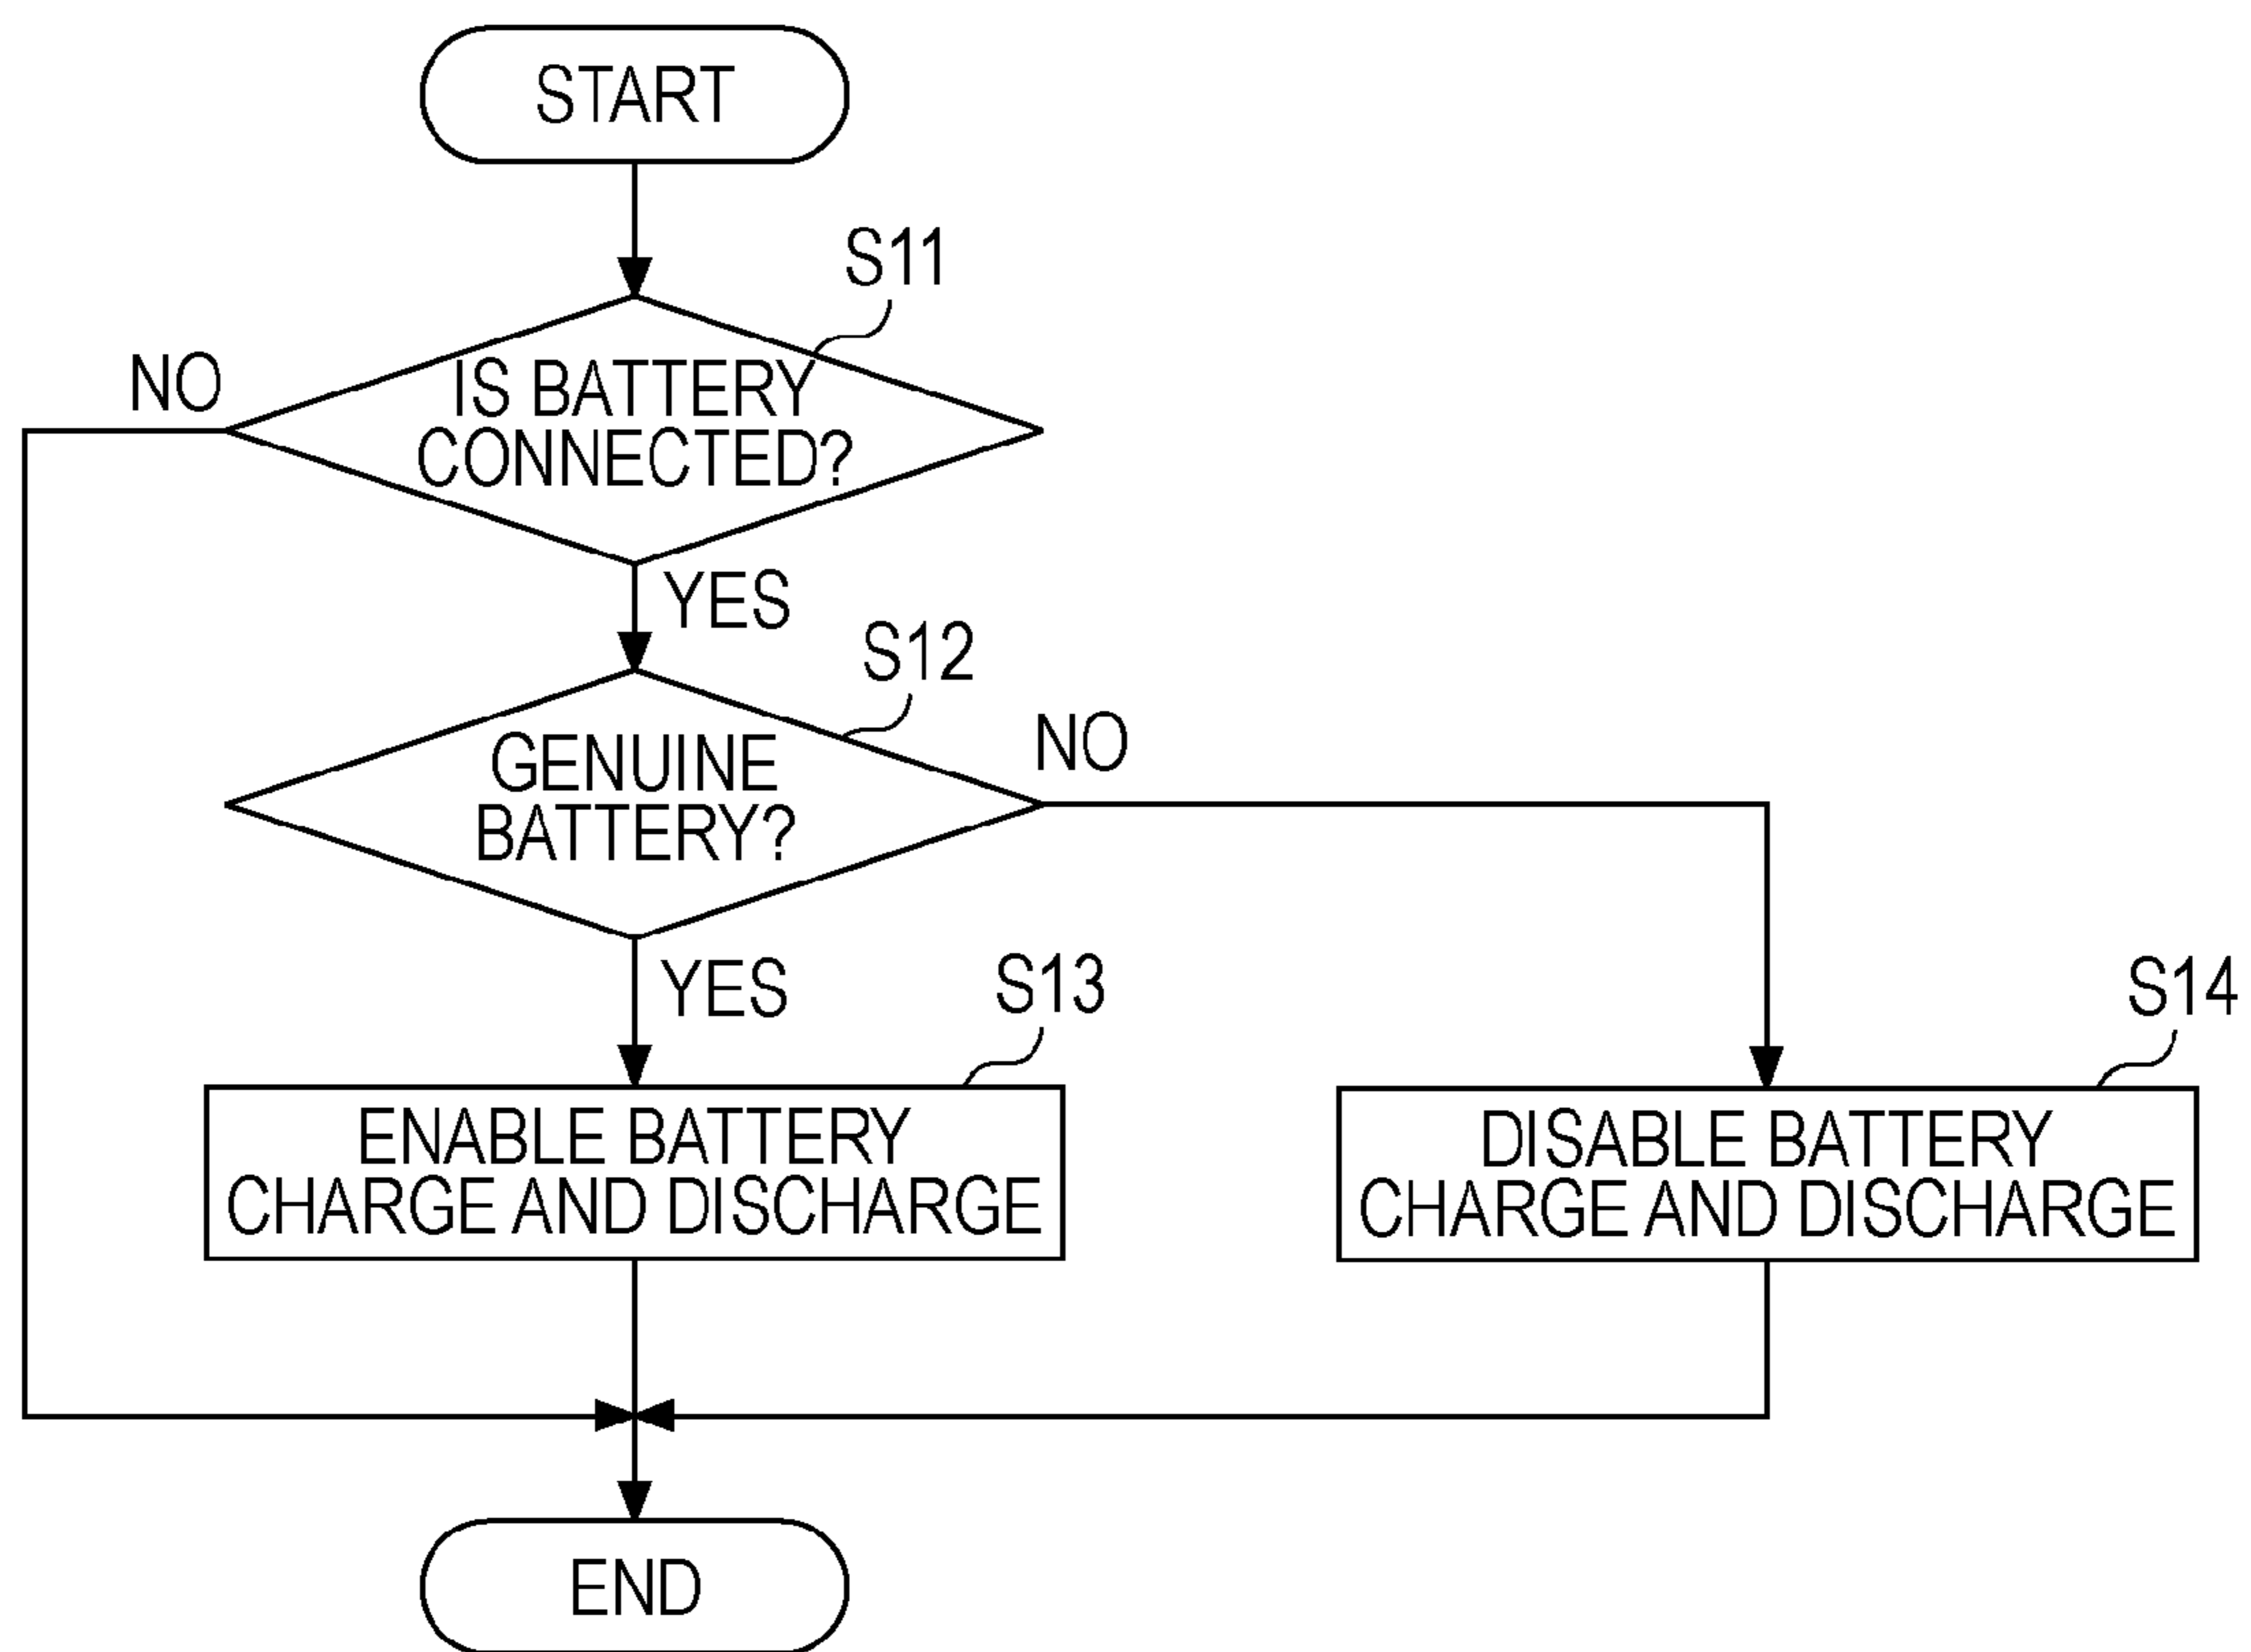 START
S11
NO
IS BATTERY
CONNECTED?
YES
S12
NO
GENUINE
BATTERY?
YES
S13
S14
ENABLE BATTERY
CHARGE AND DISCHARGE
DISABLE BATTERY
CHARGE AND DISCHARGE
END